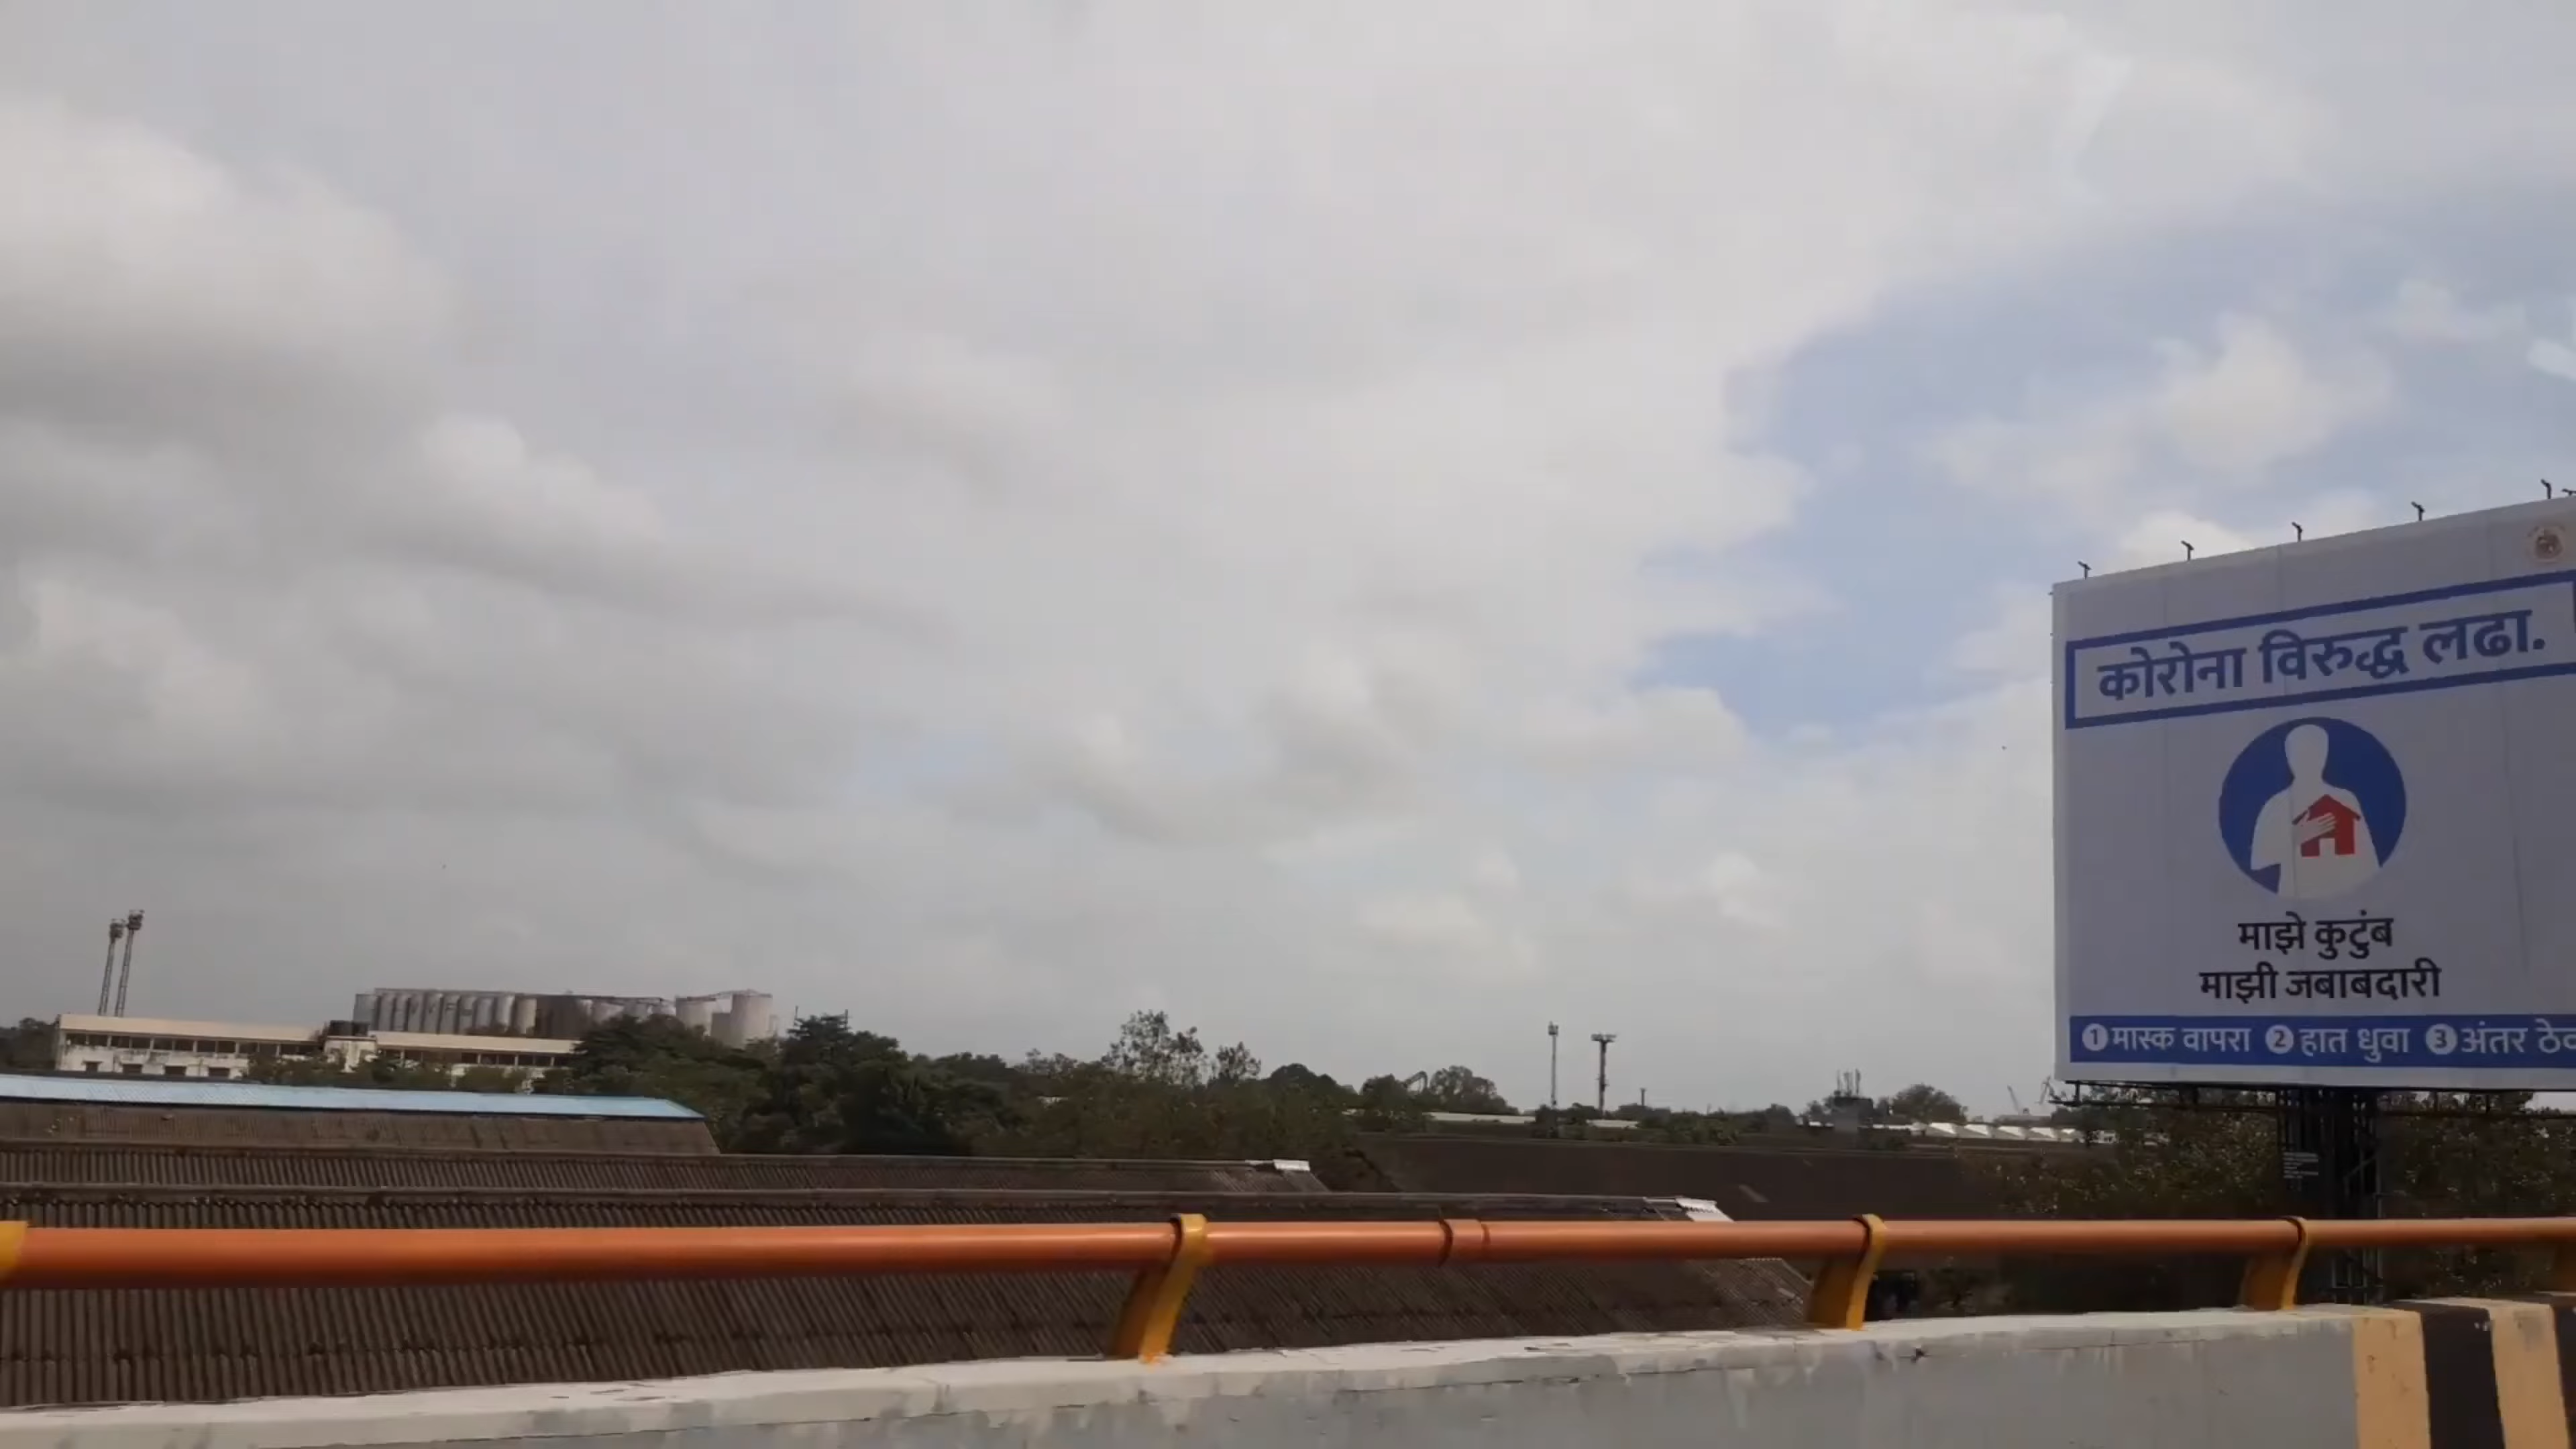 कोरोना विरुद्ध लढा.
माझे कुटुंब
माझी जबाबदारी
1 मास्क वापरा 2 हात धुवा 3 अंतर